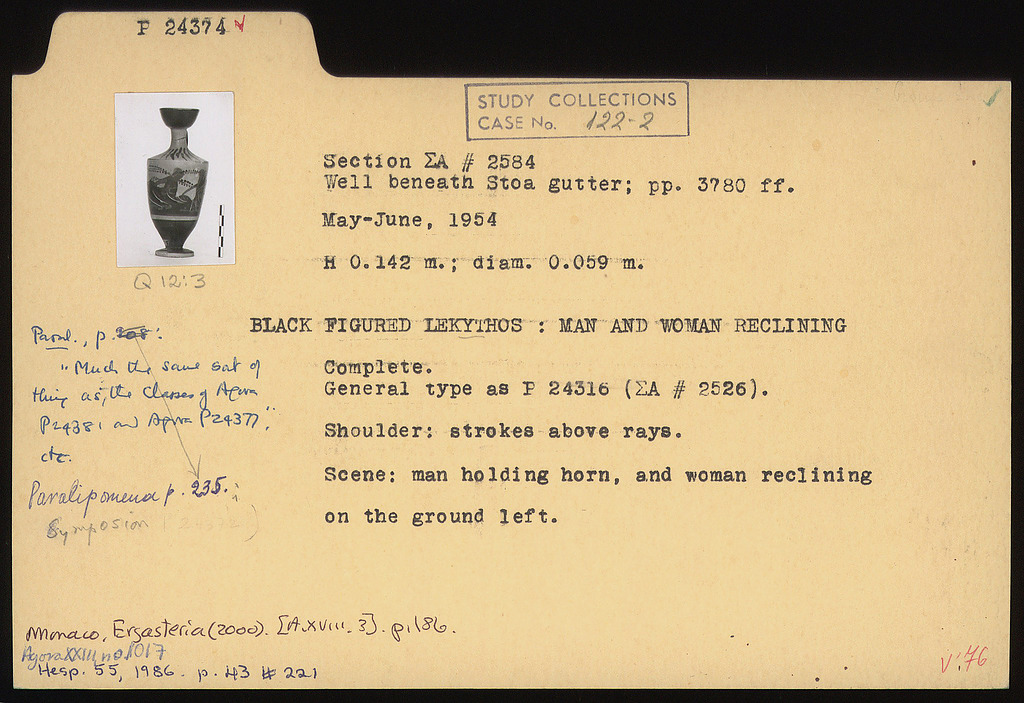 P 24374
STUDY COLLECTIONS
CASE No. 122-2
Section ΣA # 2584
Well beneath Stoa gutter; pp. 3780 ff.
May-June, 1954
H 0.142 m.; diam. 0.059 m.
Q 12:3
BLACK FIGURED LEKYTHOS : MAN AND WOMAN RECLINING
Complete.
General type as P 24316 (ΣA # 2526).
Shoulder: strokes above rays.
Scene: man holding horn, and woman reclining
on the ground left.
p. 208:
"Much the same sort of
thing as, the Classes of Agora
P24381 and Agora P24377",
etc.
Paralipomena p. 235.
Symposion (24372)
Monaco, Ergasteria (2000). [A.XVIII.3]. p. 186.
Agora XXIII no. 1017
Hesp. 55, 1986. p. 43 # 221
V:76